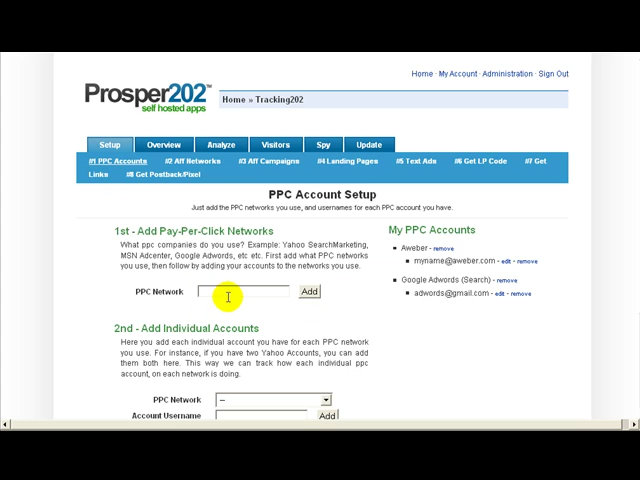 Home · My Account · Administration · Sign Out
Prosper202™
self hosted apps
Home » Tracking202
Setup Overview Analyze Visitors Spy Update
#1 PPC Accounts #2 Aff Networks #3 Aff Campaigns #4 Landing Pages #5 Text Ads #6 Get LP Code #7 Get
Links #8 Get Postback/Pixel
PPC Account Setup
Just add the PPC networks you use, and usernames for each PPC account you have.
1st - Add Pay-Per-Click Networks
What ppc companies do you use? Example: Yahoo SearchMarketing,
MSN Adcenter, Google Adwords, etc etc. First add what PPC networks
you use, then follow by adding your accounts to the networks you use.
PPC Network Add
2nd - Add Individual Accounts
Here you add each individual account you have for each PPC network
you use. For instance, if you have two Yahoo Accounts, you can add
them both here. This way we can track how each individual ppc
account, on each network is doing.
PPC Network --
Account Username Add
My PPC Accounts
Aweber - remove
myname@aweber.com - edit - remove
Google Adwords (Search) - remove
adwords@gmail.com - edit - remove